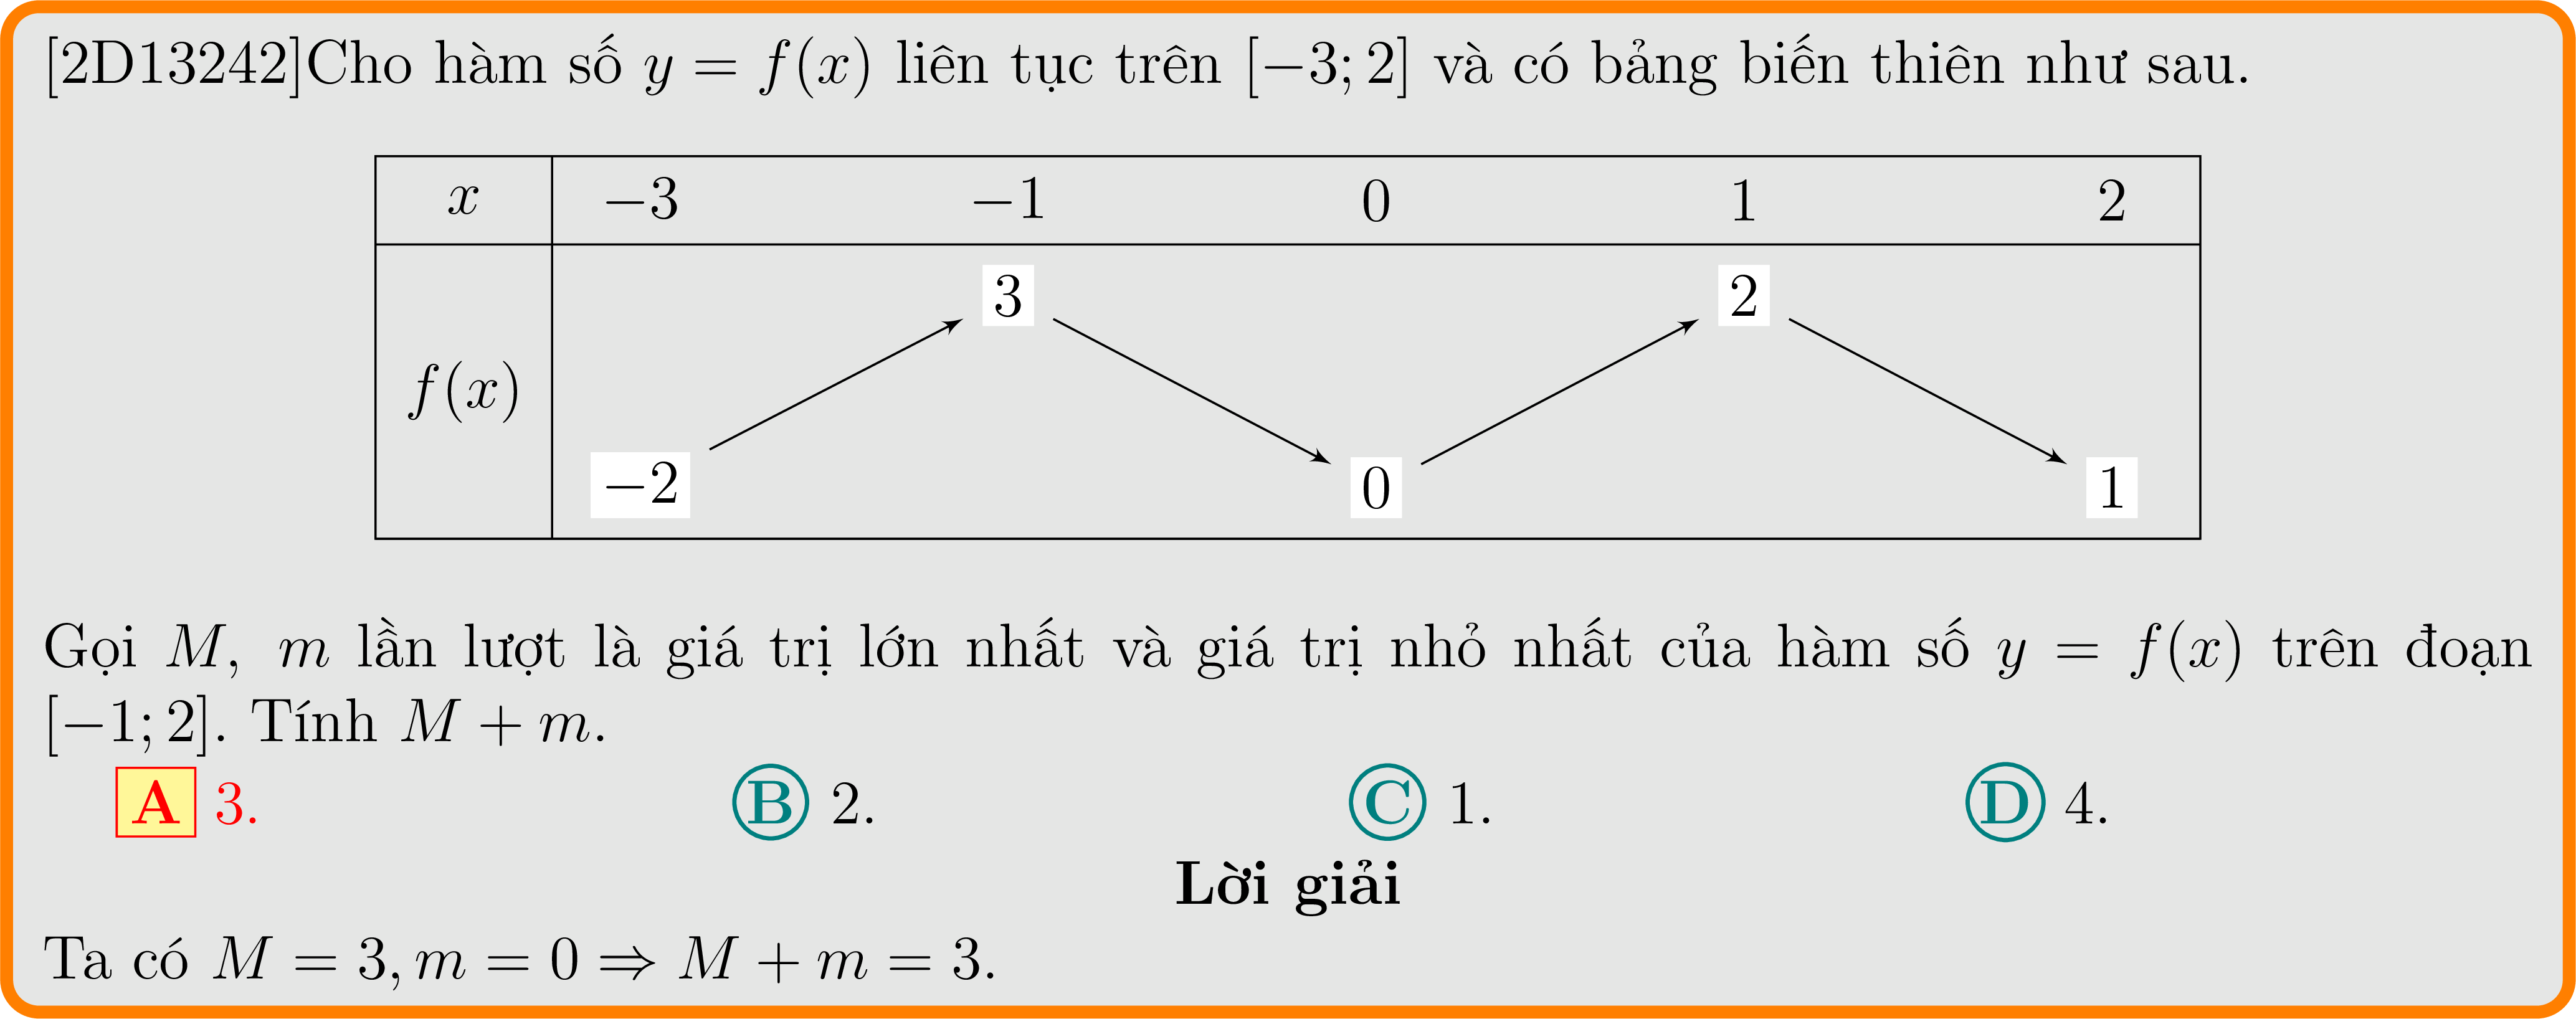 [2D13242]Cho hàm số y = f(x) liên tục trên [−3; 2] và có bảng biến thiên như sau.
x −3 −1 0 1 2
3 2
f(x)
−2 0 1
Gọi M, m lần lượt là giá trị lớn nhất và giá trị nhỏ nhất của hàm số y = f(x) trên đoạn
[−1; 2]. Tính M + m.
A 3. B 2. C 1. D 4.
Lời giải
Ta có M = 3, m = 0 ⇒ M + m = 3.